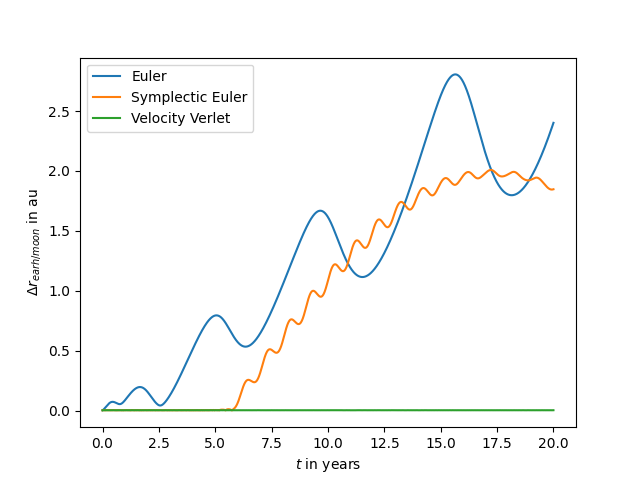 Euler
Symplectic Euler
Velocity Verlet
Δr_{earh/moon} in au
2.5
2.0
1.5
1.0
0.5
0.0
0.0 2.5 5.0 7.5 10.0 12.5 15.0 17.5 20.0
t in years